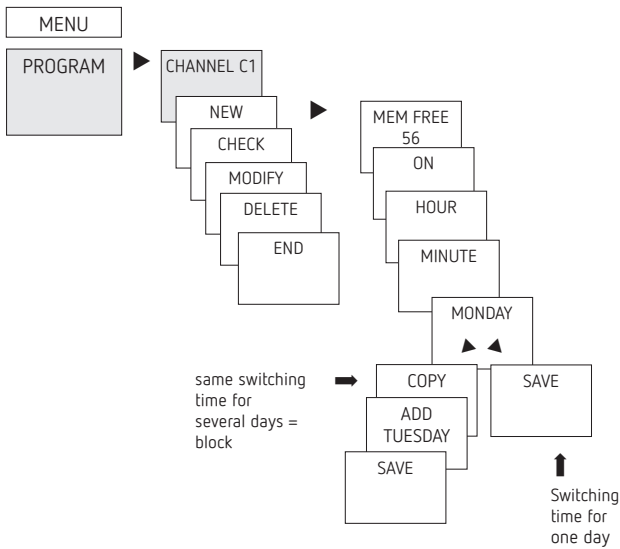 MENU
PROGRAM
CHANNEL C1
NEW
CHECK
MODIFY
DELETE
END
MEM FREE
56
ON
HOUR
MINUTE
MONDAY
same switching
time for
several days =
block
COPY
ADD
TUESDAY
SAVE
SAVE
Switching
time for
one day